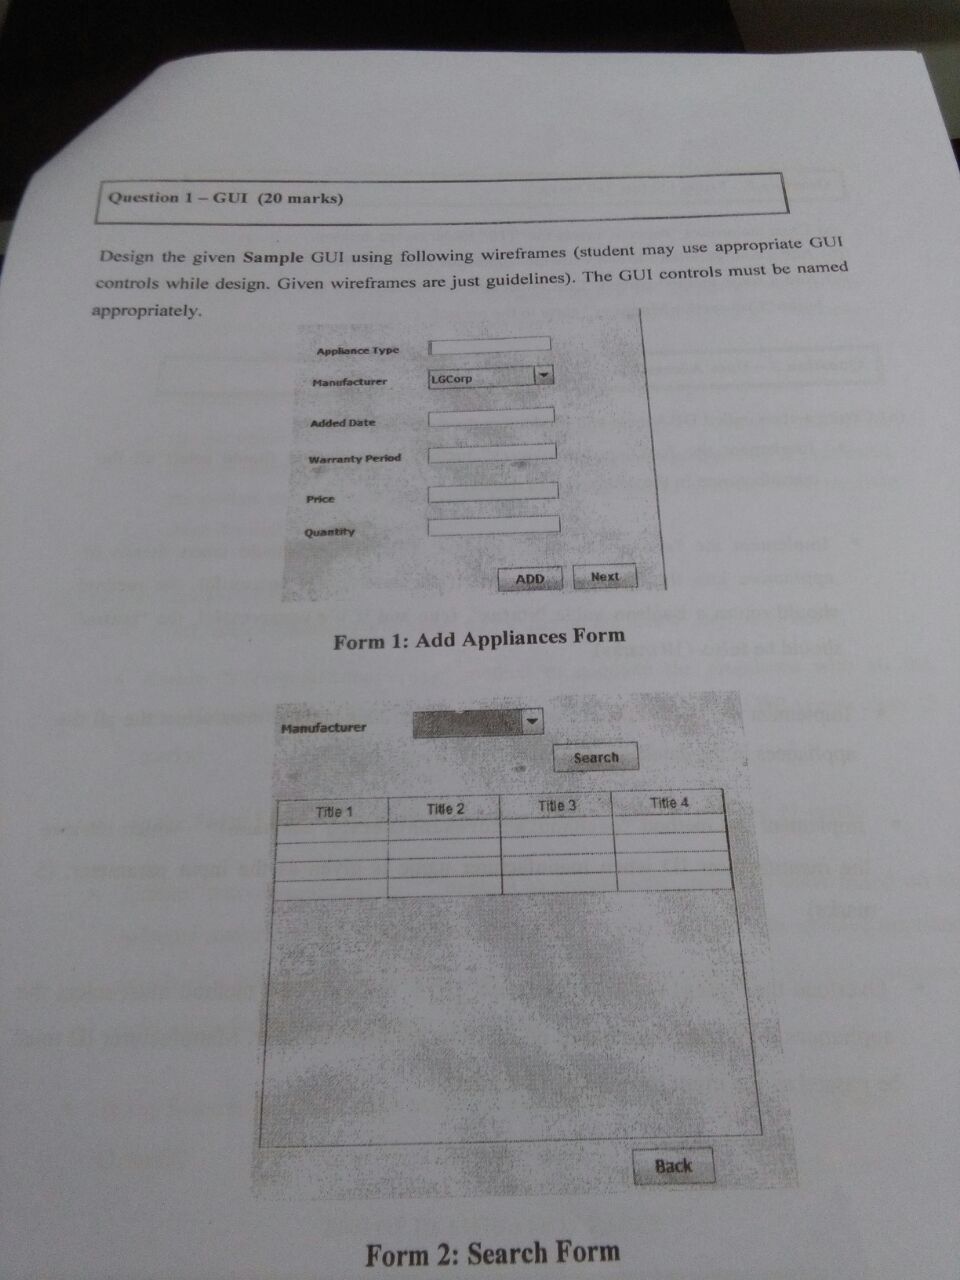 Question 1 – GUI (20 marks)
Design the given Sample GUI using following wireframes (student may use appropriate GUI
controls while design. Given wireframes are just guidelines). The GUI controls must be named
appropriately.
Appliance Type
Manufacturer LGCorp
Added Date
Warranty Period
Price
Quantity
ADD Next
Form 1: Add Appliances Form
Manufacturer
Search
Title 1 Title 2 Title 3 Title 4
Back
Form 2: Search Form